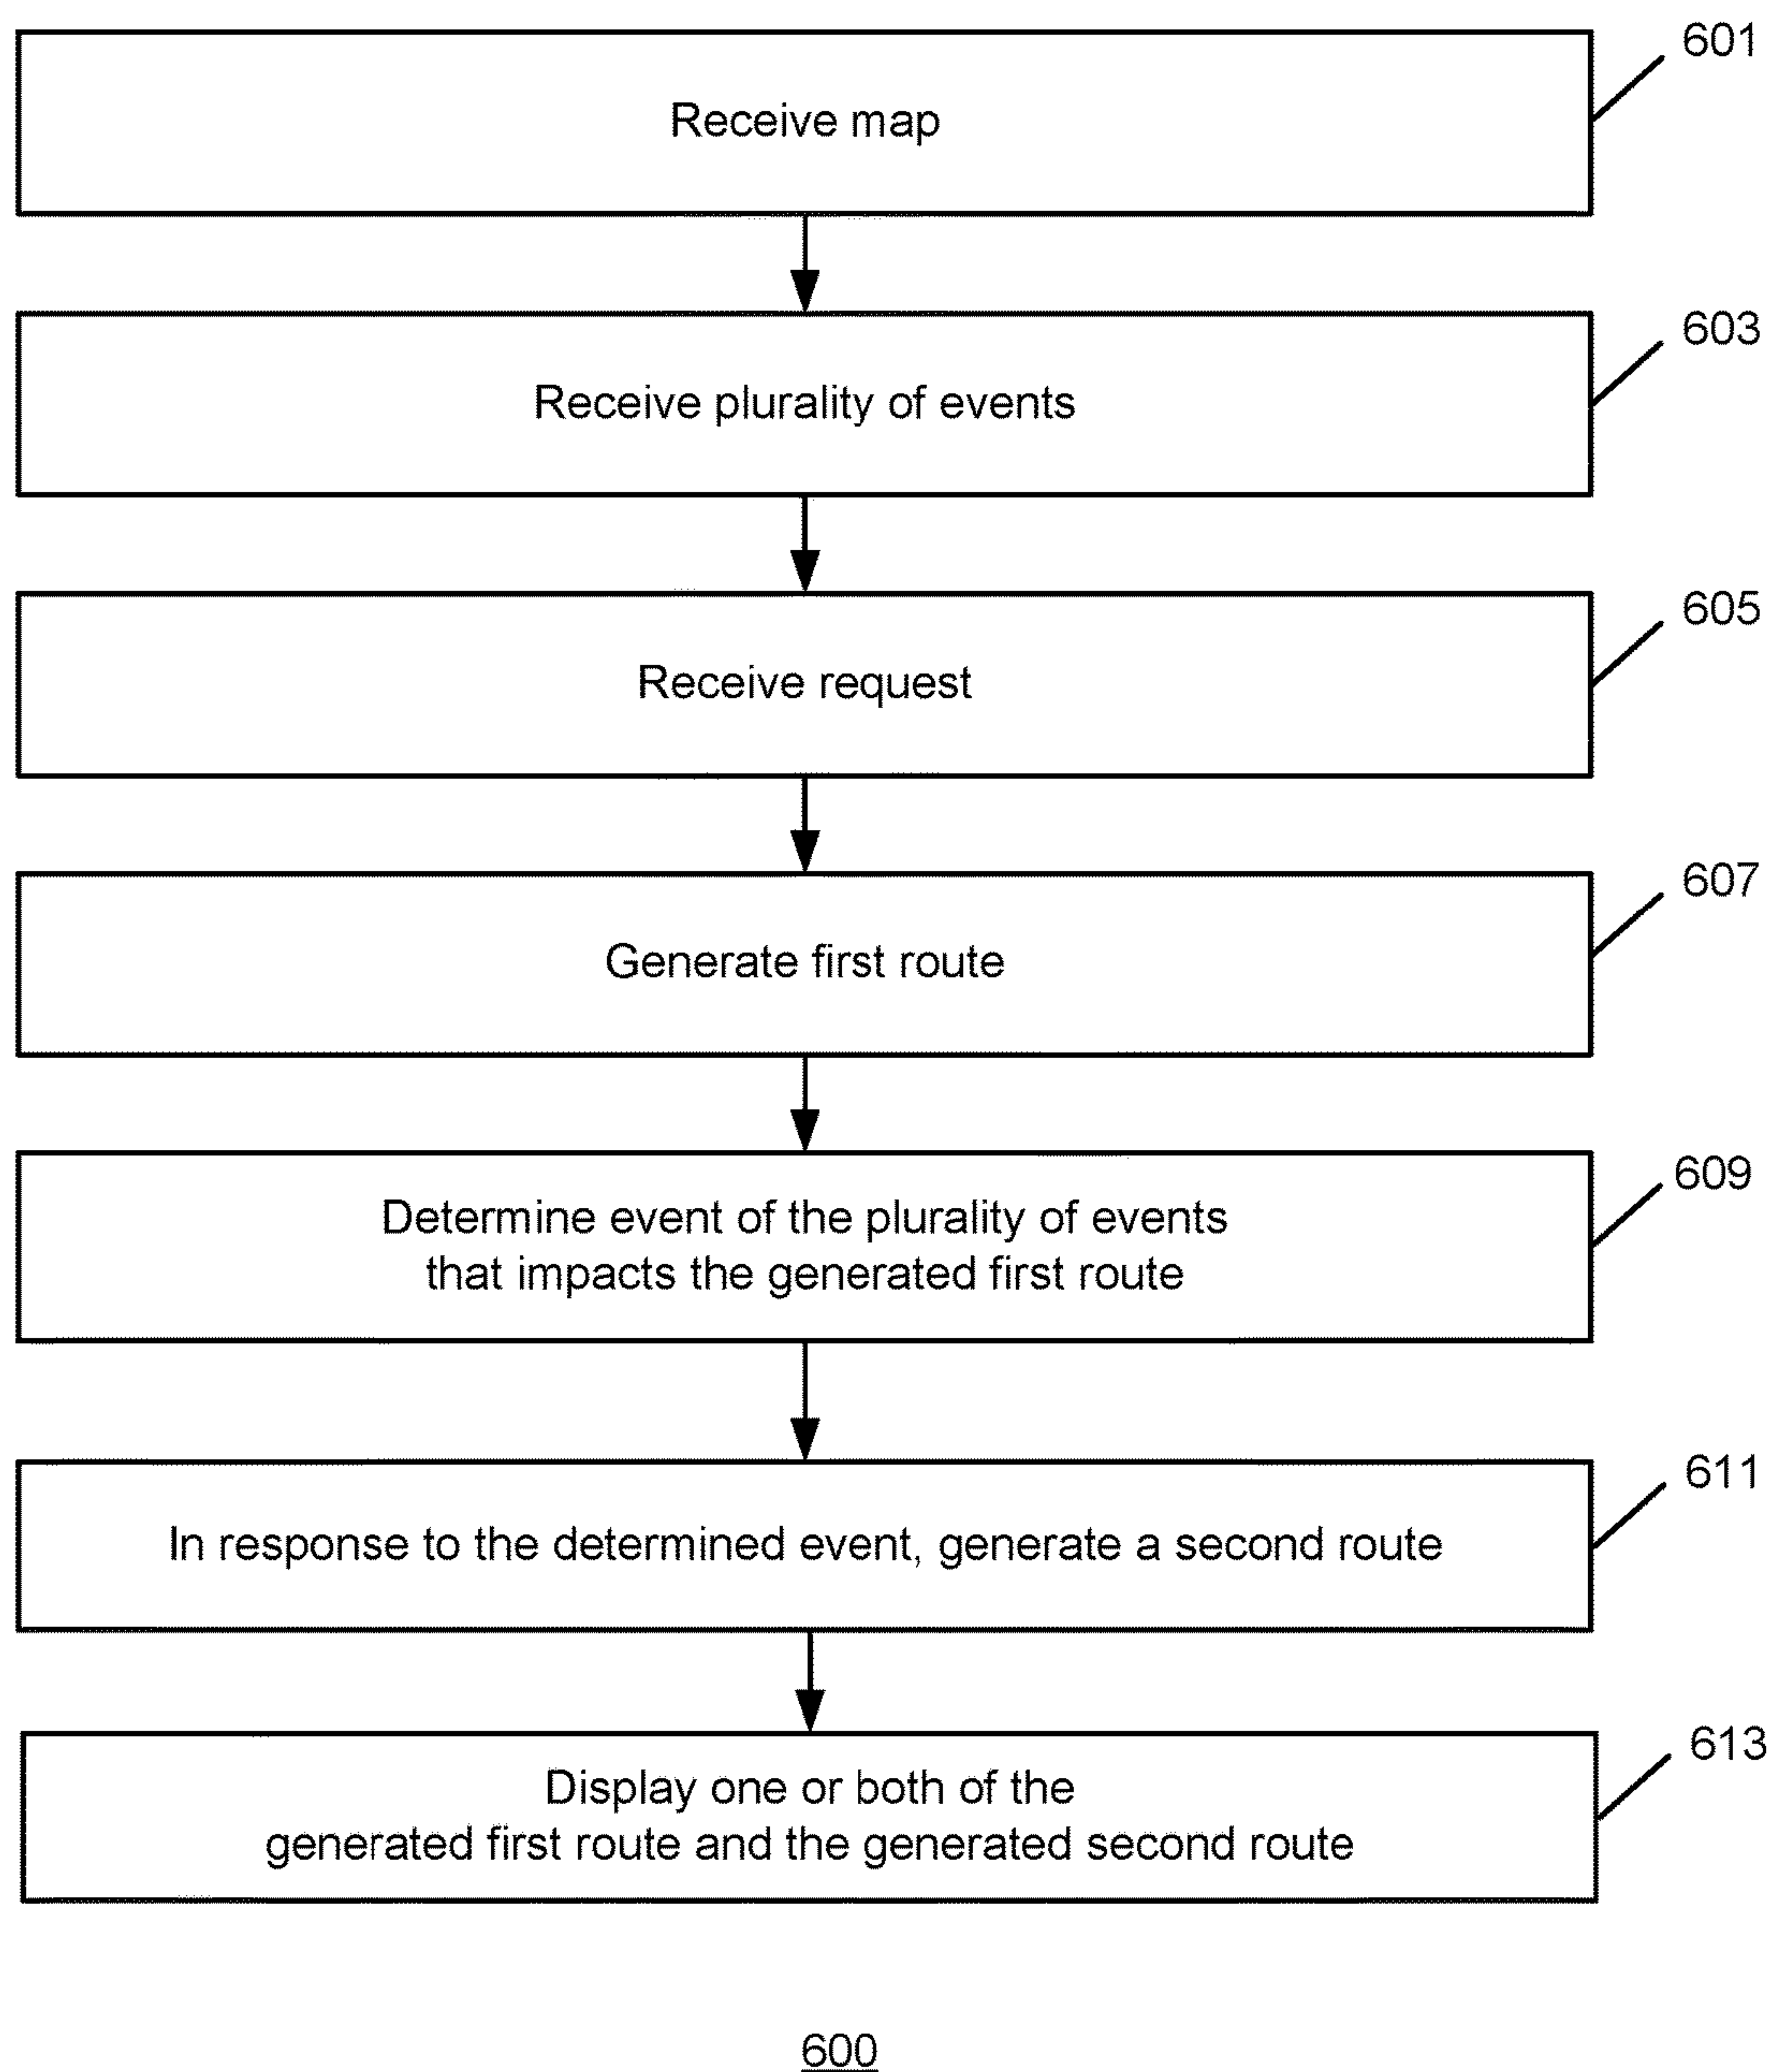 601
Receive map
603
Receive plurality of events
605
Receive request
607
Generate first route
609
Determine event of the plurality of events
that impacts the generated first route
611
In response to the determined event, generate a second route
613
Display one or both of the
generated first route and the generated second route
600